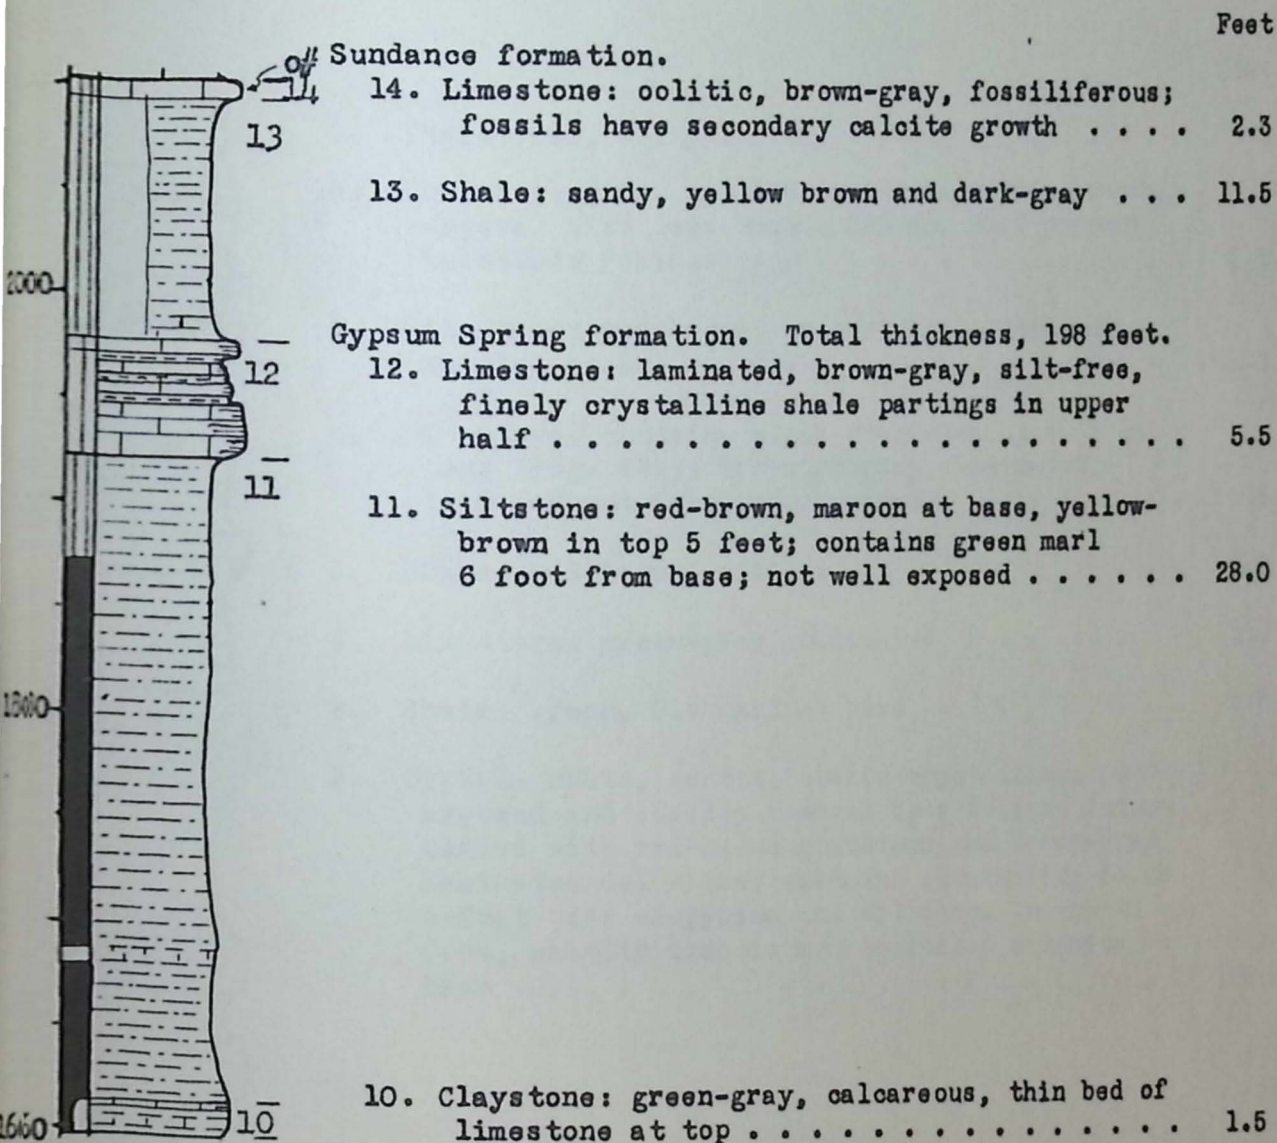 Feet
Sundance formation.
14
14. Limestone: oolitic, brown-gray, fossiliferous;
fossils have secondary calcite growth . . . . 2.3
13
13. Shale: sandy, yellow brown and dark-gray . . . 11.5
2000
Gypsum Spring formation. Total thickness, 198 feet.
12
12. Limestone: laminated, brown-gray, silt-free,
finely crystalline shale partings in upper
half . . . . . . . . . . . . . . . . . . . 5.5
11
11. Siltstone: red-brown, maroon at base, yellow-
brown in top 5 feet; contains green marl
6 foot from base; not well exposed . . . . . . 28.0
10
10. Claystone: green-gray, calcareous, thin bed of
limestone at top . . . . . . . . . . . . . 1.5